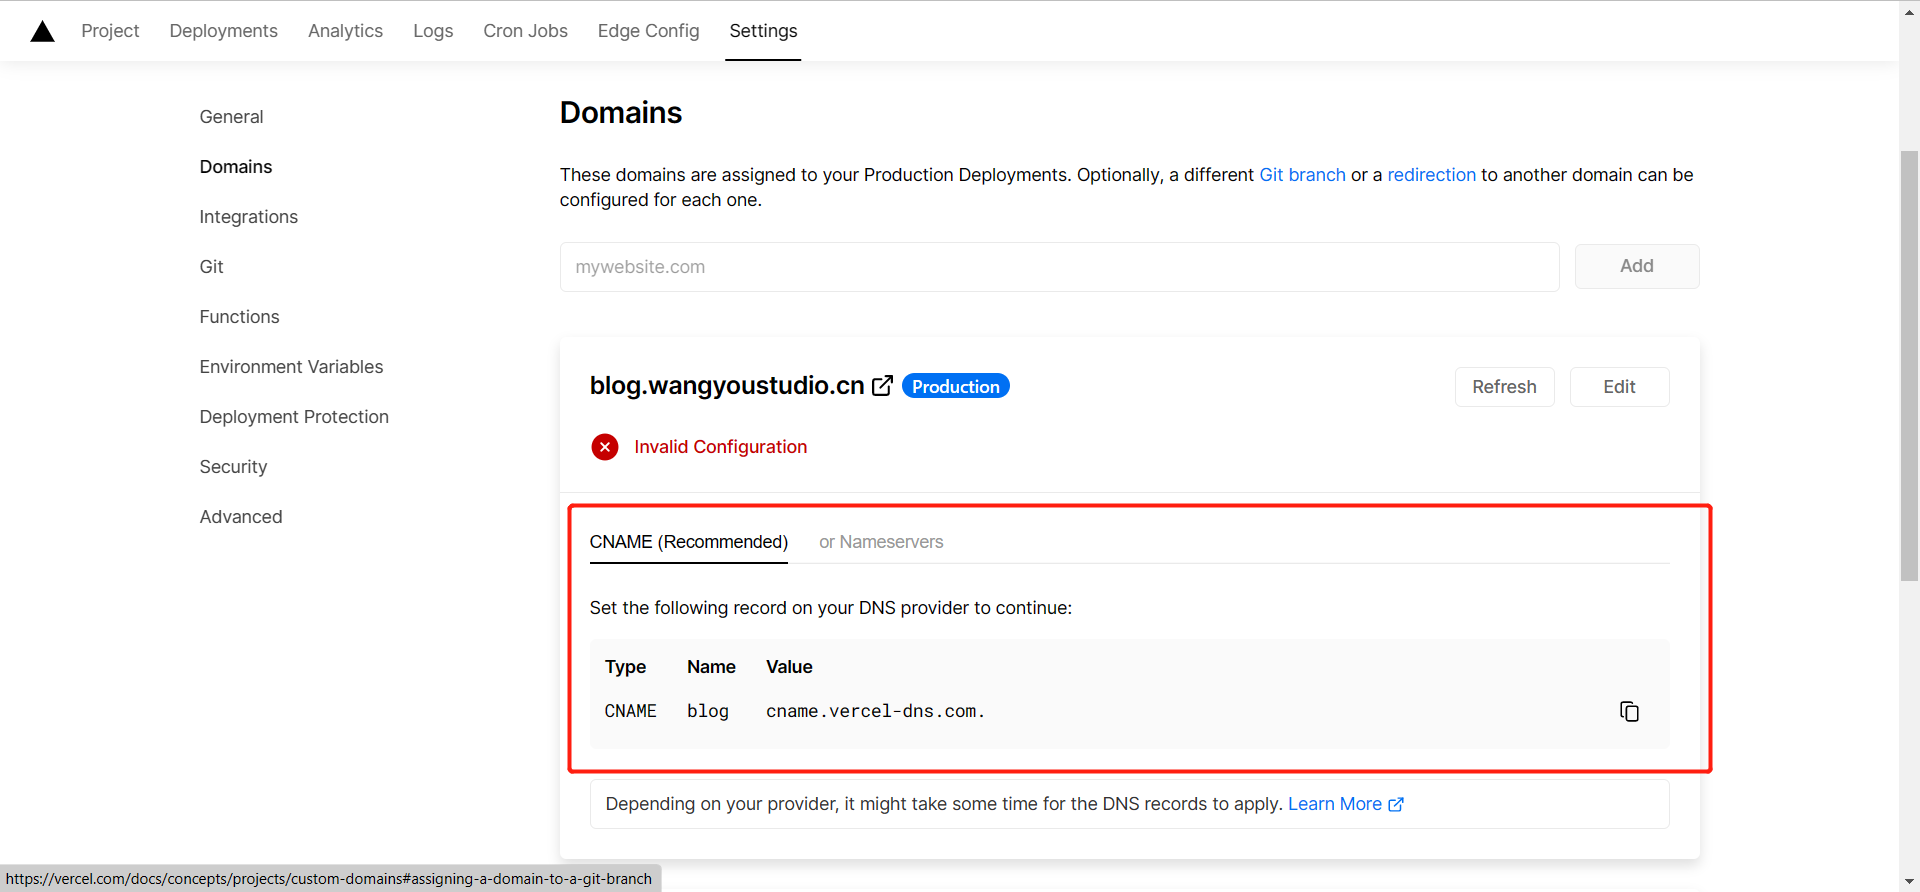 Project Deployments Analytics Logs Cron Jobs Edge Config Settings
General
Domains
Integrations
Git
Functions
Environment Variables
Deployment Protection
Security
Advanced
Domains
These domains are assigned to your Production Deployments. Optionally, a different Git branch or a redirection to another domain can be
configured for each one.
mywebsite.com Add
blog.wangyoustudio.cn Production Refresh Edit
Invalid Configuration
CNAME (Recommended) or Nameservers
Set the following record on your DNS provider to continue:
Type Name Value
CNAME blog cname.vercel-dns.com.
Depending on your provider, it might take some time for the DNS records to apply. Learn More
https://vercel.com/docs/concepts/projects/custom-domains#assigning-a-domain-to-a-git-branch